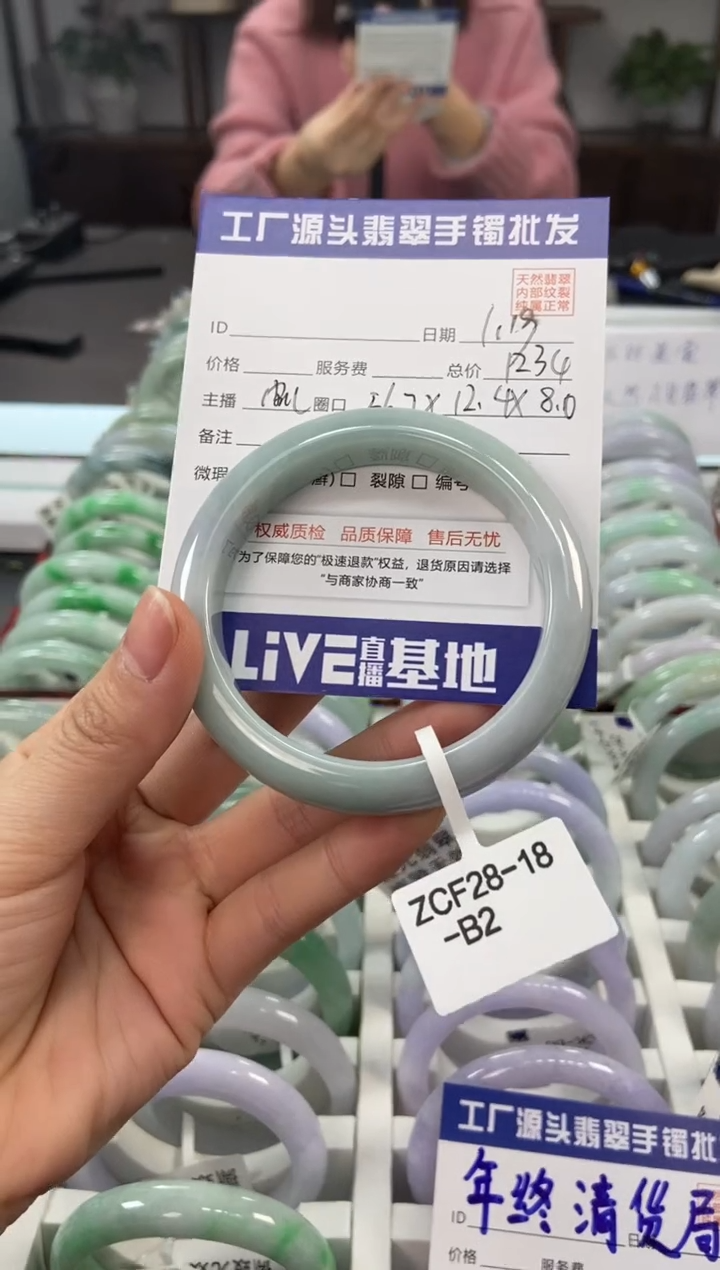 工厂源头翡翠手镯批发
天然翡翠
内部纹裂
纯属正常
ID 日期 1.19
价格 服务费 总价 1234
主播 圈口 56.7X12.4X8.0
备注
微瑕 裂隙 □ 编号
权威质检 品质保障 售后无忧
为了保障您的"极速退款"权益，退货原因请选择
"与商家协商一致"
LiVE直播基地
ZCF28-18
-B2
工厂源头翡翠手镯批
年终清货局
ID 日
价格 服务费